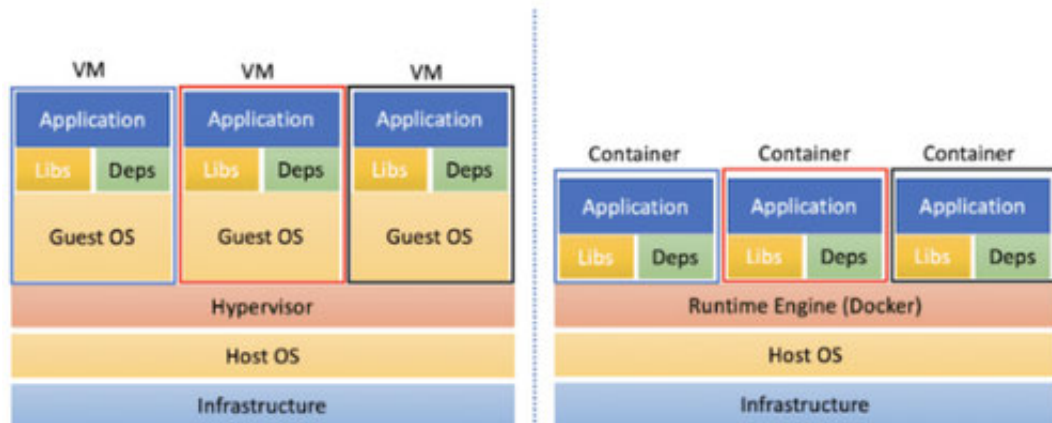 VM VM VM
Application Application Application
Libs Deps Libs Deps Libs Deps
Guest OS Guest OS Guest OS
Hypervisor
Host OS
Infrastructure
Container Container Container
Application Application Application
Libs Deps Libs Deps Libs Deps
Runtime Engine (Docker)
Host OS
Infrastructure